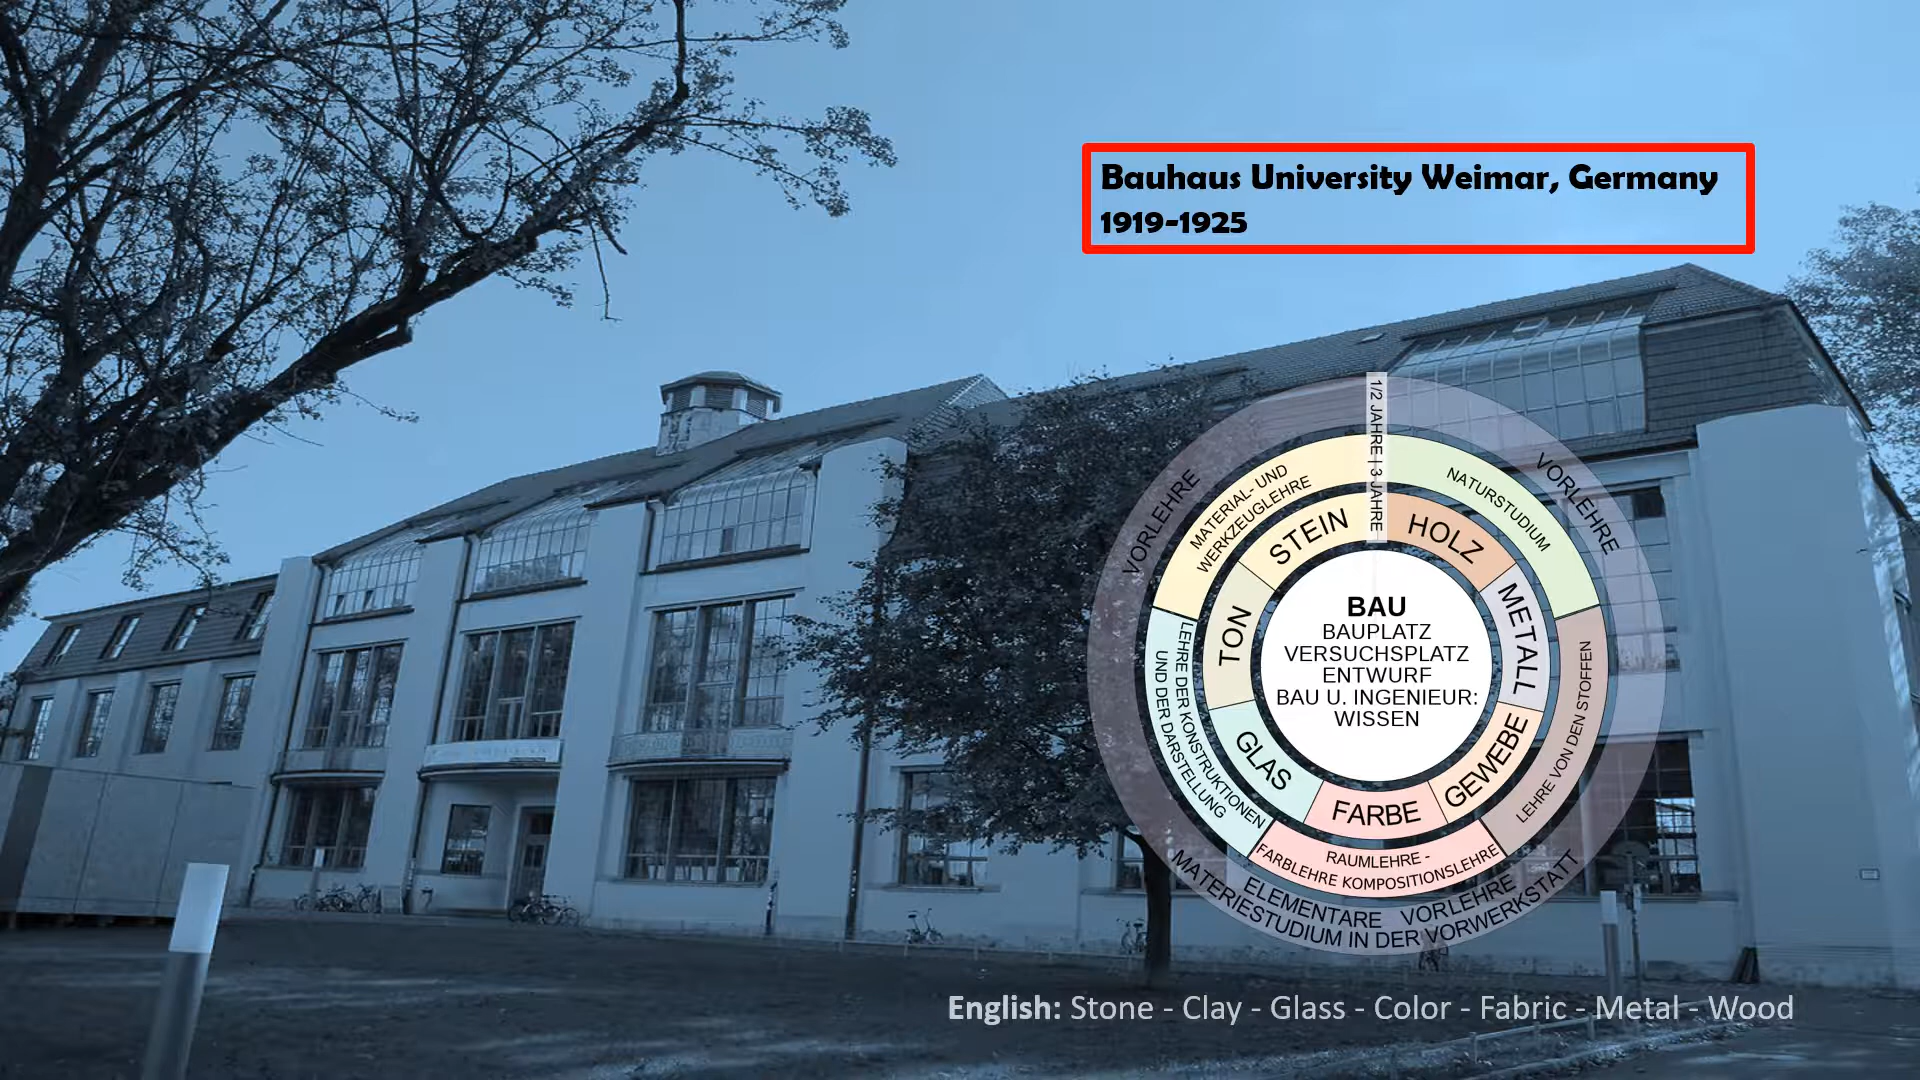 Bauhaus University Weimar, Germany
1919-1925
1/2 JAHRE | 3 JAHRE
VORLEHRE
VORLEHRE
MATERIAL- UND
WERKZEUGLEHRE
NATURSTUDIUM
STEIN
HOLZ
TON
METALL
BAU
BAUPLATZ
VERSUCHSPLATZ
ENTWURF
BAU U. INGENIEUR:
WISSEN
LEHRE DER KONSTRUKTIONEN
UND DER DARSTELLUNG
LEHRE VON DEN STOFFEN
GLAS
GEWEBE
FARBE
RAUMLEHRE -
FARBLEHRE KOMPOSITIONSLEHRE
ELEMENTARE VORLEHRE
MATERIESTUDIUM IN DER VORWERKSTATT
English: Stone - Clay - Glass - Color - Fabric - Metal - Wood